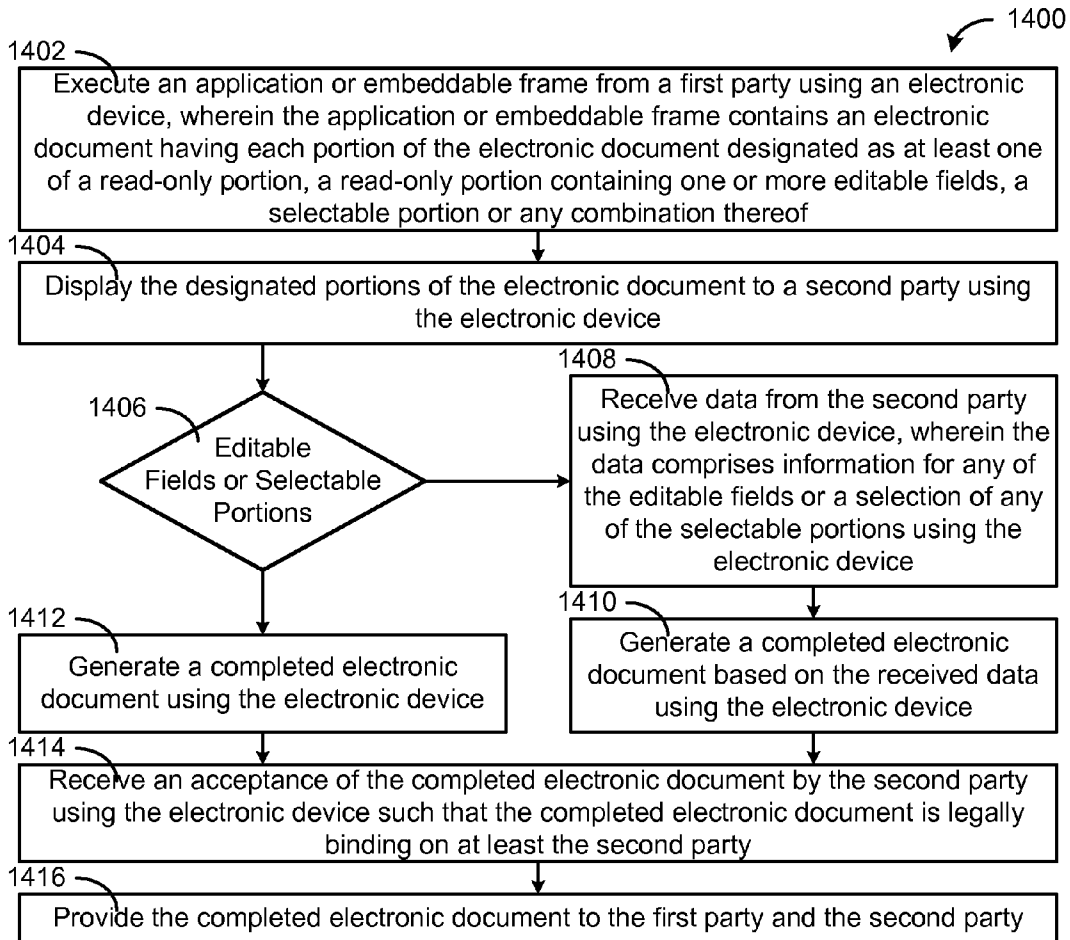 1400
1402
Execute an application or embeddable frame from a first party using an electronic
device, wherein the application or embeddable frame contains an electronic
document having each portion of the electronic document designated as at least one
of a read-only portion, a read-only portion containing one or more editable fields, a
selectable portion or any combination thereof
1404
Display the designated portions of the electronic document to a second party using
the electronic device
1406
Editable
Fields or Selectable
Portions
1408
Receive data from the second party
using the electronic device, wherein the
data comprises information for any of
the editable fields or a selection of any
of the selectable portions using the
electronic device
1410
Generate a completed electronic
document based on the received data
using the electronic device
1412
Generate a completed electronic
document using the electronic device
1414
Receive an acceptance of the completed electronic document by the second party
using the electronic device such that the completed electronic document is legally
binding on at least the second party
1416
Provide the completed electronic document to the first party and the second party